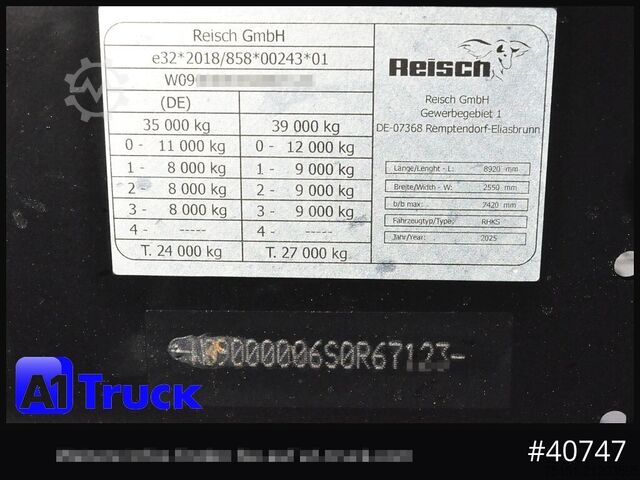 Reisch GmbH
e32*2018/858*00243*01
W09
(DE)
35 000 kg 39 000 kg
0- 11 000 kg 0- 12 000 kg
1 - 8 000 kg 1 - 9 000 kg
2 - 8 000 kg 2 - 9 000 kg
3 - 8 000 kg 3 - 9 000 kg
4 - ----- 4 - -----
T. 24 000 kg T. 27 000 kg
Reisch
Reisch GmbH
Gewerbegebiet 1
DE-07368 Remptendorf-Eliasbrunn
Länge/Lenght - L: 8920 mm
Breite/Width - W: 2550 mm
b/b max: 7420 mm
Fahrzeugtyp/Type: RHKS
Jahr/Year: 2025
000006S0R67123-
A1 Truck
#40747